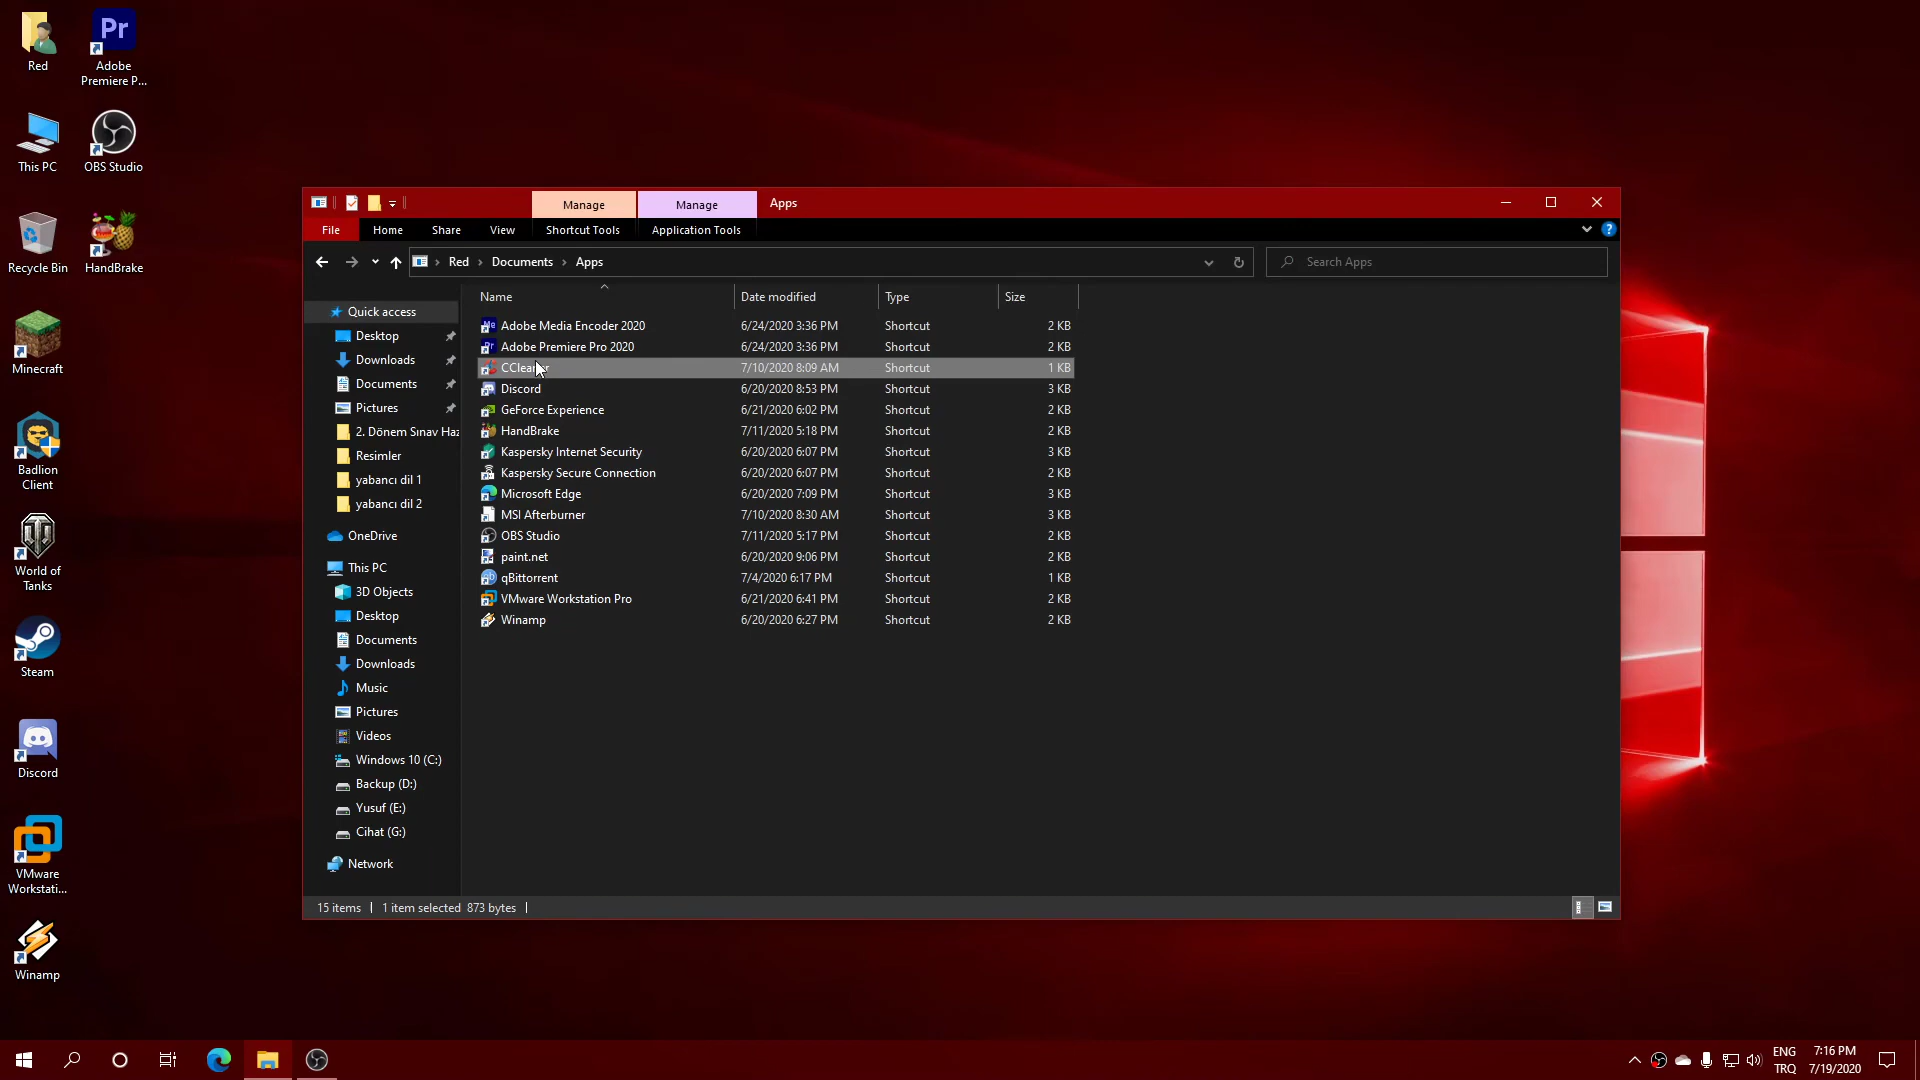 Red
Pr
Adobe
Premiere P...
This PC
OBS Studio
Recycle Bin
HandBrake
Minecraft
Badlion
Client
World of
Tanks
Steam
Discord
VMware
Workstati...
Winamp
Manage
Manage
Apps
File
Home
Share
View
Shortcut Tools
Application Tools
?
Red
Documents
Apps
Search Apps
Name
Date modified
Type
Size
Quick access
Desktop
Downloads
Documents
Pictures
2. Dönem Sınav Haz
Resimler
yabancı dil 1
yabancı dil 2
OneDrive
This PC
3D Objects
Desktop
Documents
Downloads
Music
Pictures
Videos
Windows 10 (C:)
Backup (D:)
Yusuf (E:)
Cihat (G:)
Network
Adobe Media Encoder 2020 6/24/2020 3:36 PM Shortcut 2 KB
Adobe Premiere Pro 2020 6/24/2020 3:36 PM Shortcut 2 KB
CCleaner 7/10/2020 8:09 AM Shortcut 1 KB
Discord 6/20/2020 8:53 PM Shortcut 3 KB
GeForce Experience 6/21/2020 6:02 PM Shortcut 2 KB
HandBrake 7/11/2020 5:18 PM Shortcut 2 KB
Kaspersky Internet Security 6/20/2020 6:07 PM Shortcut 3 KB
Kaspersky Secure Connection 6/20/2020 6:07 PM Shortcut 2 KB
Microsoft Edge 6/20/2020 7:09 PM Shortcut 3 KB
MSI Afterburner 7/10/2020 8:30 AM Shortcut 3 KB
OBS Studio 7/11/2020 5:17 PM Shortcut 2 KB
paint.net 6/20/2020 9:06 PM Shortcut 2 KB
qBittorrent 7/4/2020 6:17 PM Shortcut 1 KB
VMware Workstation Pro 6/21/2020 6:41 PM Shortcut 2 KB
Winamp 6/20/2020 6:27 PM Shortcut 2 KB
15 items
1 item selected 873 bytes
ENG
TRQ
7:16 PM
7/19/2020